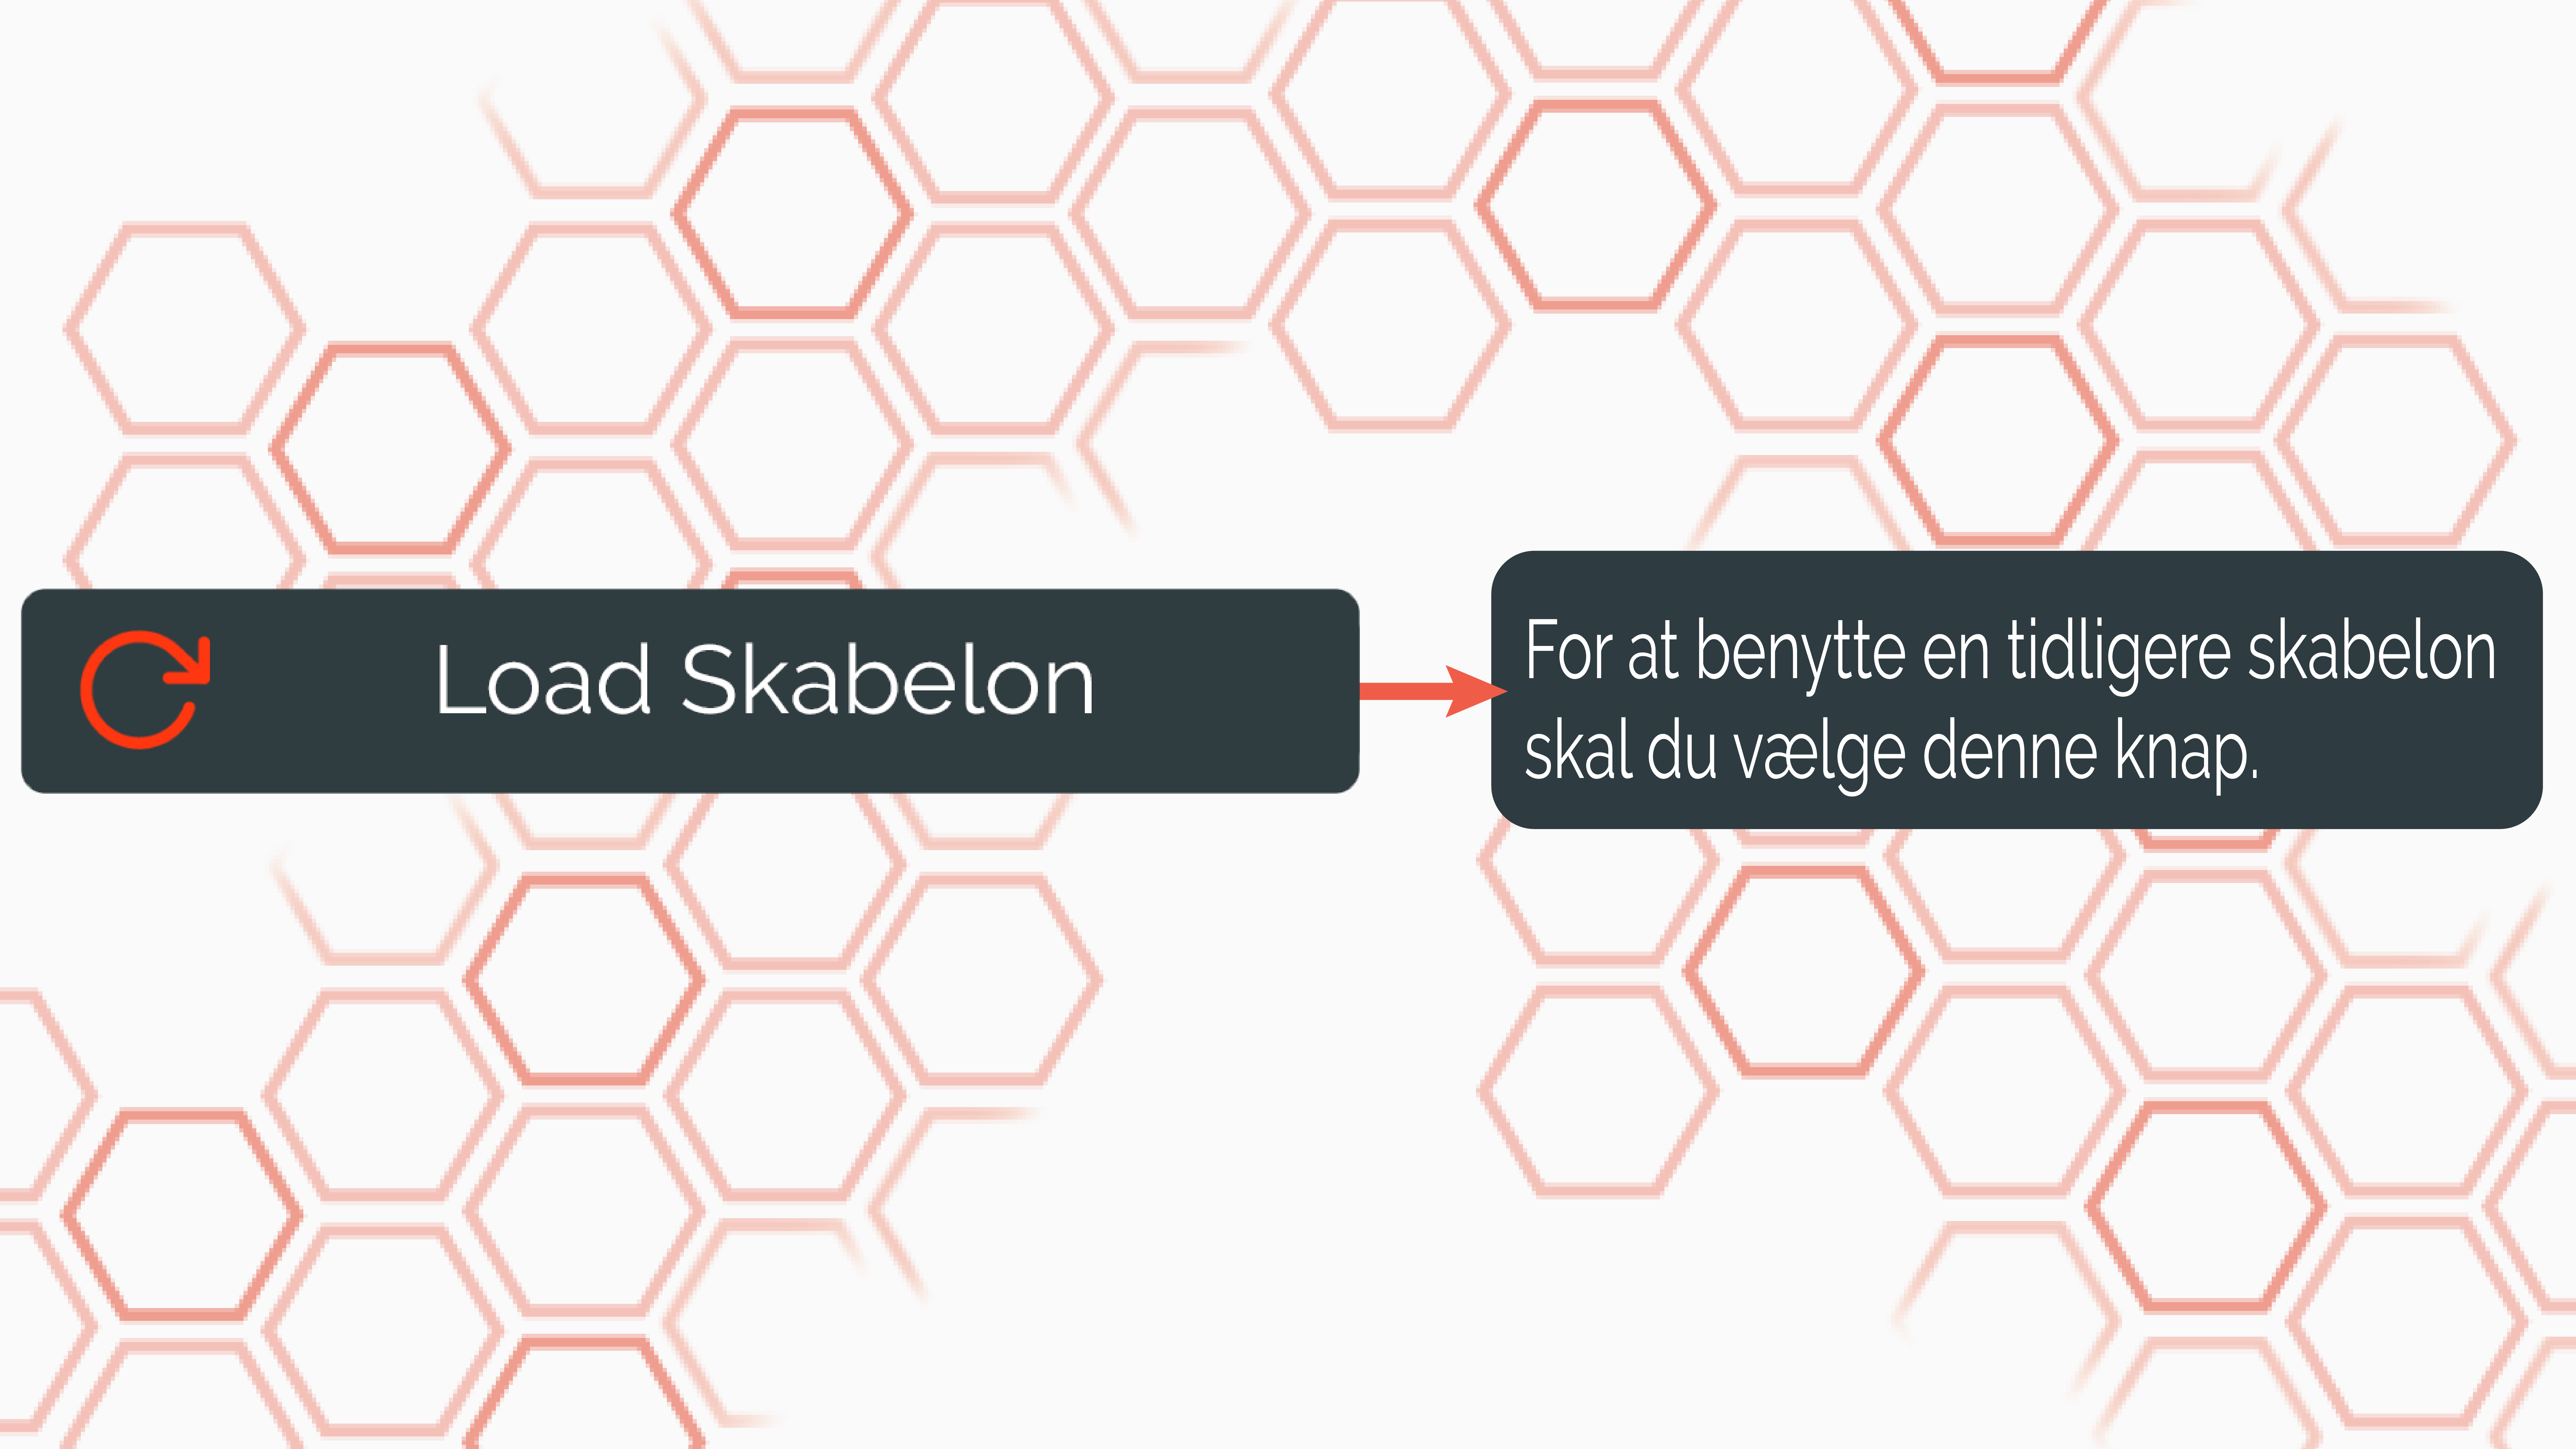 Load Skabelon
For at benytte en tidligere skabelon
skal du vælge denne knap.